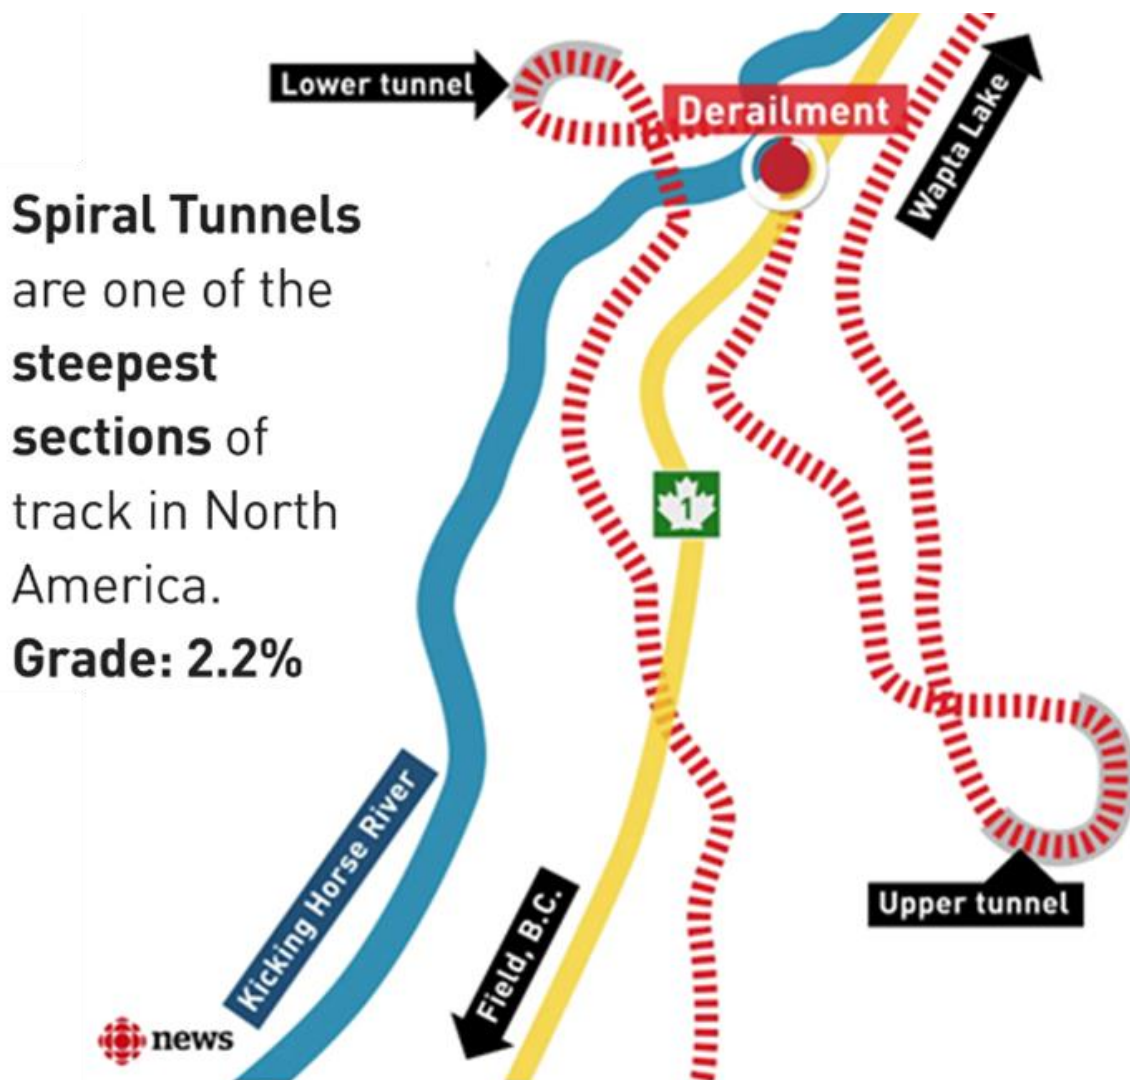 Lower tunnel
Derailment
Wapta Lake
Spiral Tunnels
are one of the
steepest
sections of
track in North
America.
Grade: 2.2%
1
Kicking Horse River
Field, B.C.
Upper tunnel
news